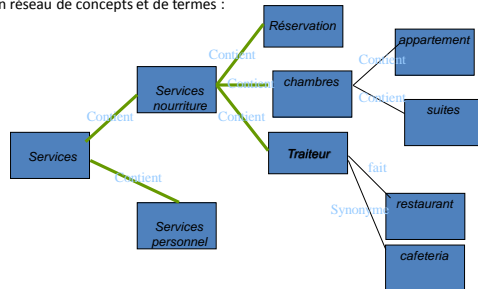 n réseau de concepts et de termes :
Réservation
appartement
Contient
Contient
Services
nourriture
Contient
chambres
Contient
suites
Contient
Contient
Services
Traiteur
fait
Contient
restaurant
Synonyme
Services
personnel
cafeteria